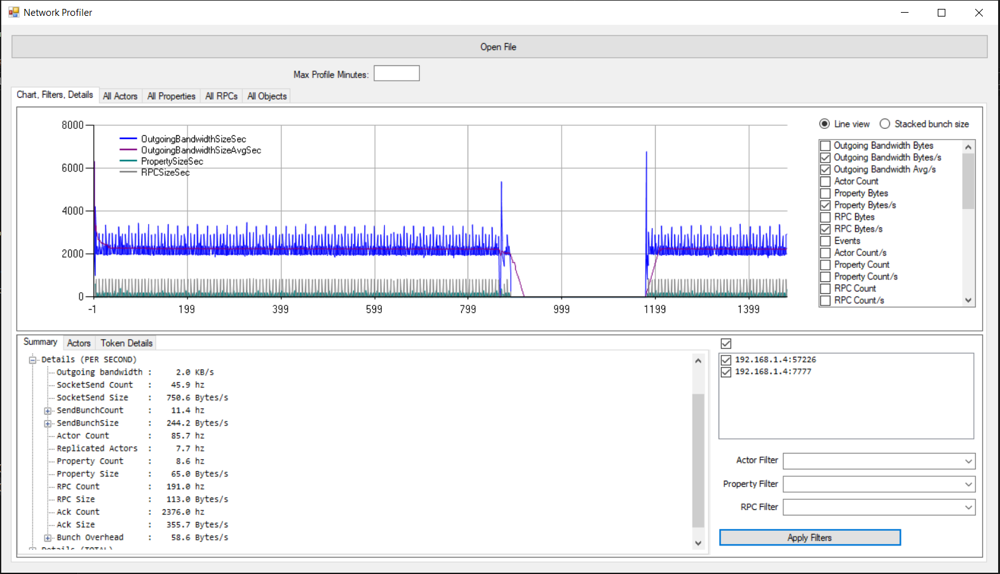 Network Profiler
Open File
Max Profile Minutes:
Chart, Filters, Details All Actors All Properties All RPCs All Objects
8000
6000
4000
2000
0
-1 199 399 599 799 999 1199 1399
OutgoingBandwidthSizeSec
OutgoingBandwidthSizeAvgSec
PropertySizeSec
RPCSizeSec
Line view Stacked bunch size
Outgoing Bandwidth Bytes
Outgoing Bandwidth Bytes/s
Outgoing Bandwidth Avg/s
Actor Count
Property Bytes
Property Bytes/s
RPC Bytes
RPC Bytes/s
Events
Actor Count/s
Property Count
Property Count/s
RPC Count
RPC Count/s
Summary Actors Token Details
Details (PER SECOND)
Outgoing bandwidth : 2.0 KB/s
SocketSend Count : 45.9 hz
SocketSend Size : 750.6 Bytes/s
SendBunchCount : 11.4 hz
SendBunchSize : 244.2 Bytes/s
Actor Count : 85.7 hz
Replicated Actors : 7.7 hz
Property Count : 8.6 hz
Property Size : 65.0 Bytes/s
RPC Count : 191.0 hz
RPC Size : 113.0 Bytes/s
Ack Count : 2376.0 hz
Ack Size : 355.7 Bytes/s
Bunch Overhead : 58.6 Bytes/s
Details (TOTAL)
192.168.1.4:57226
192.168.1.4:7777
Actor Filter
Property Filter
RPC Filter
Apply Filters